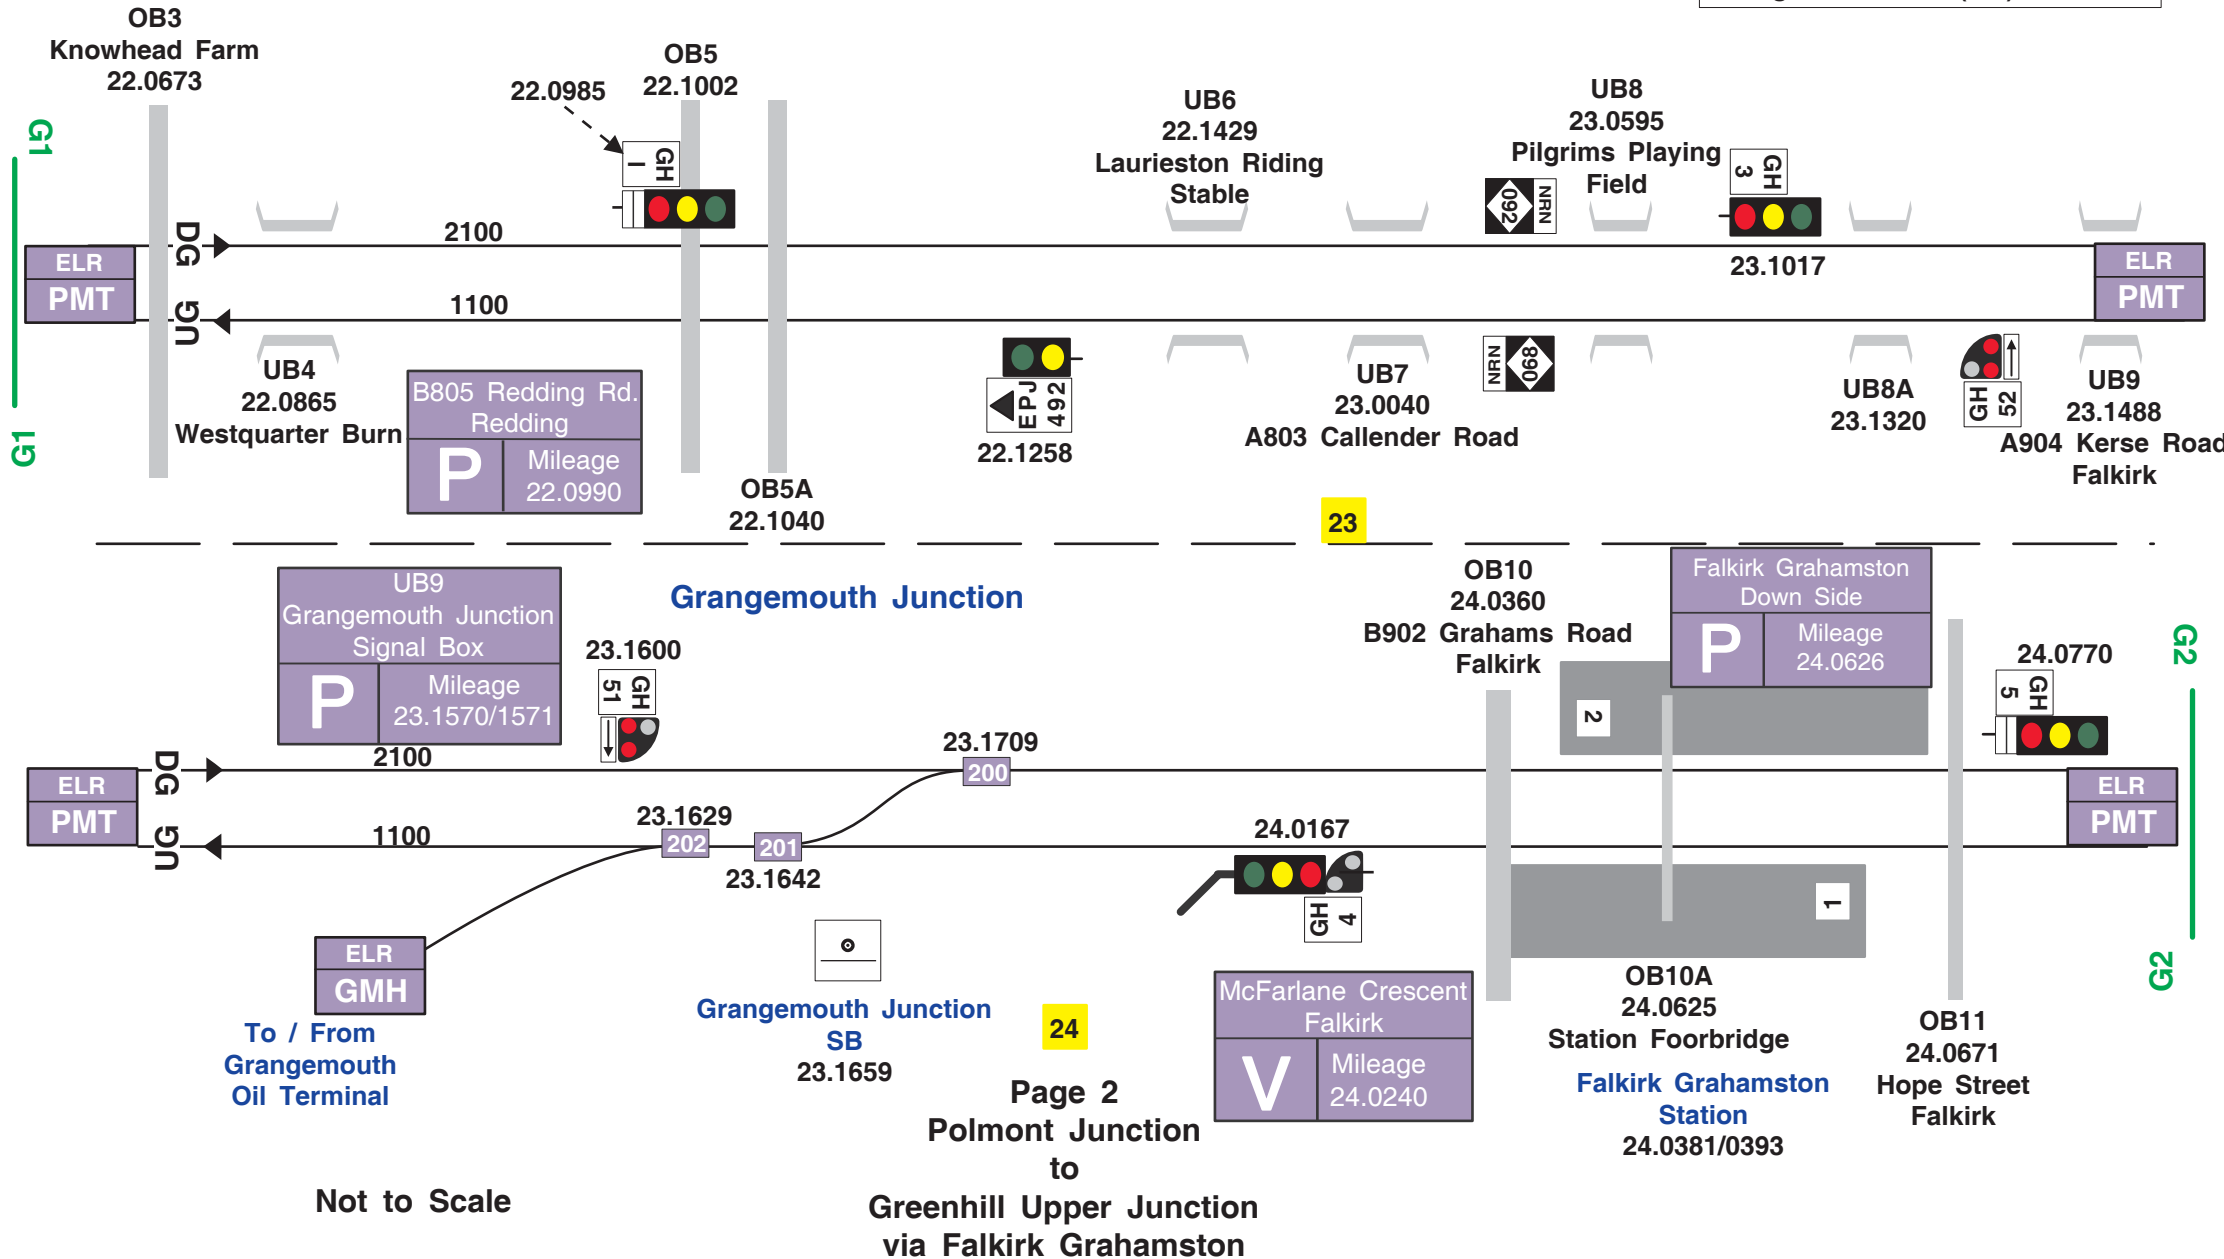 OB3
Knowhead Farm
22.0673
22.0985
OB5
22.1002
GH
1
UB6
22.1429
Laurieston Riding
Stable
UB8
23.0595
Pilgrims Playing
Field
NRN
092
GH
3
G1
DG
2100
23.1017
ELR
PMT
ELR
PMT
UG
1100
G1
UB4
22.0865
Westquarter Burn
B805 Redding Rd.
Redding
P
Mileage
22.0990
OB5A
22.1040
EPJ
492
22.1258
UB7
23.0040
A803 Callender Road
NRN
068
UB8A
23.1320
GH
52
UB9
23.1488
A904 Kerse Road
Falkirk
23
UB9
Grangemouth Junction
Signal Box
P
Mileage
23.1570/1571
Grangemouth Junction
23.1600
GH
51
OB10
24.0360
B902 Grahams Road
Falkirk
Falkirk Grahamston
Down Side
P
Mileage
24.0626
2
24.0770
GH
5
G2
DG
2100
23.1709
200
ELR
PMT
ELR
PMT
UG
1100
23.1629
202
201
23.1642
24.0167
GH
4
1
G2
ELR
GMH
To / From
Grangemouth
Oil Terminal
Grangemouth Junction
SB
23.1659
24
McFarlane Crescent
Falkirk
V
Mileage
24.0240
OB10A
24.0625
Station Foorbridge
Falkirk Grahamston
Station
24.0381/0393
OB11
24.0671
Hope Street
Falkirk
Not to Scale
Page 2
Polmont Junction
to
Greenhill Upper Junction
via Falkirk Grahamston